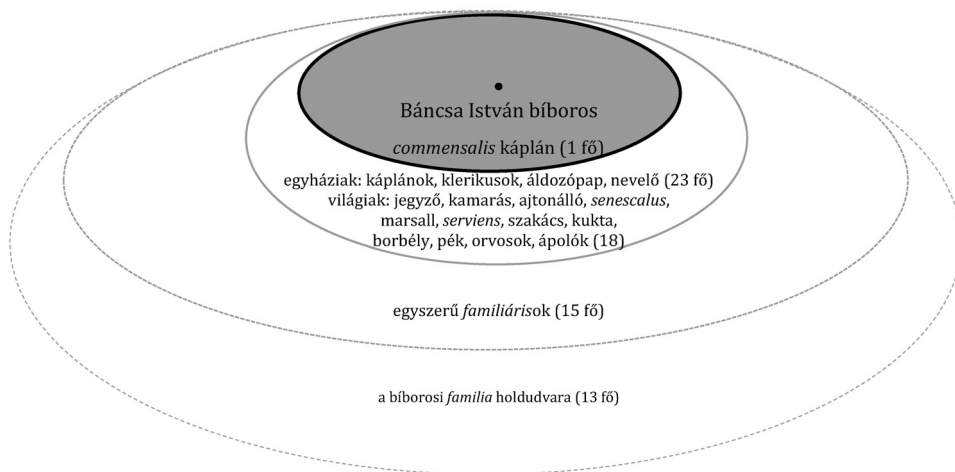 Báncsa István bíboros
commensalis káplán (1 fő)
egyháziak: káplánok, klerikusok, áldozópap, nevelő (23 fő)
világiak: jegyző, kamarás, ajtonálló, senescalus,
marsall, serviens, szakács, kukta,
borbély, pék, orvosok, ápolók (18)
egyszerű familiárisok (15 fő)
a bíborosi familia holdudvara (13 fő)